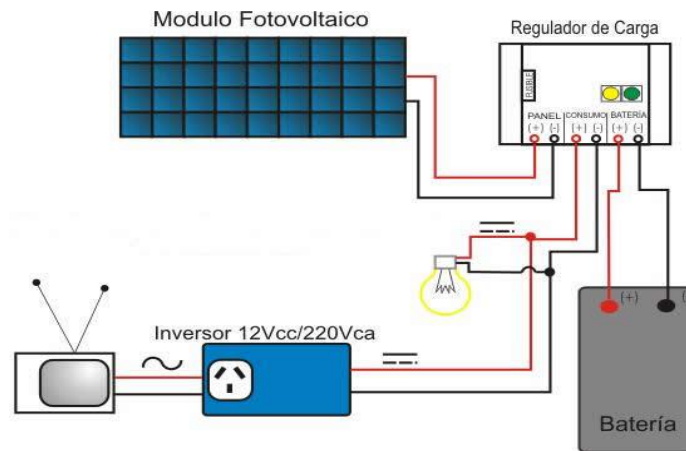 Modulo Fotovoltaico
Regulador de Carga
FUSIBLE
PANEL CONSUMO BATERÍA
(+) (-) (+) (-) (+) (-)
(+)
Inversor 12Vcc/220Vca
Batería